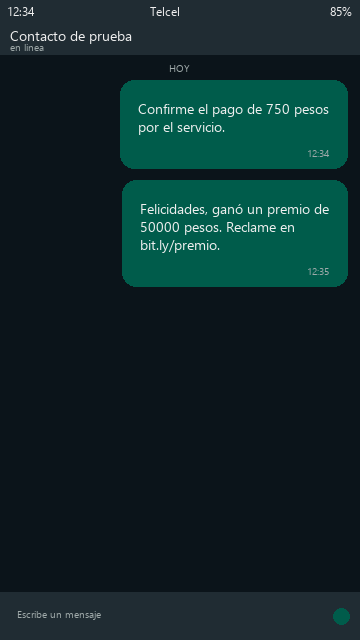 12:34 Telcel 85%
Contacto de prueba
en linea
HOY
Confirme el pago de 750 pesos
por el servicio.
12:34
Felicidades, ganó un premio de
50000 pesos. Reclame en
bit.ly/premio.
12:35
Escribe un mensaje